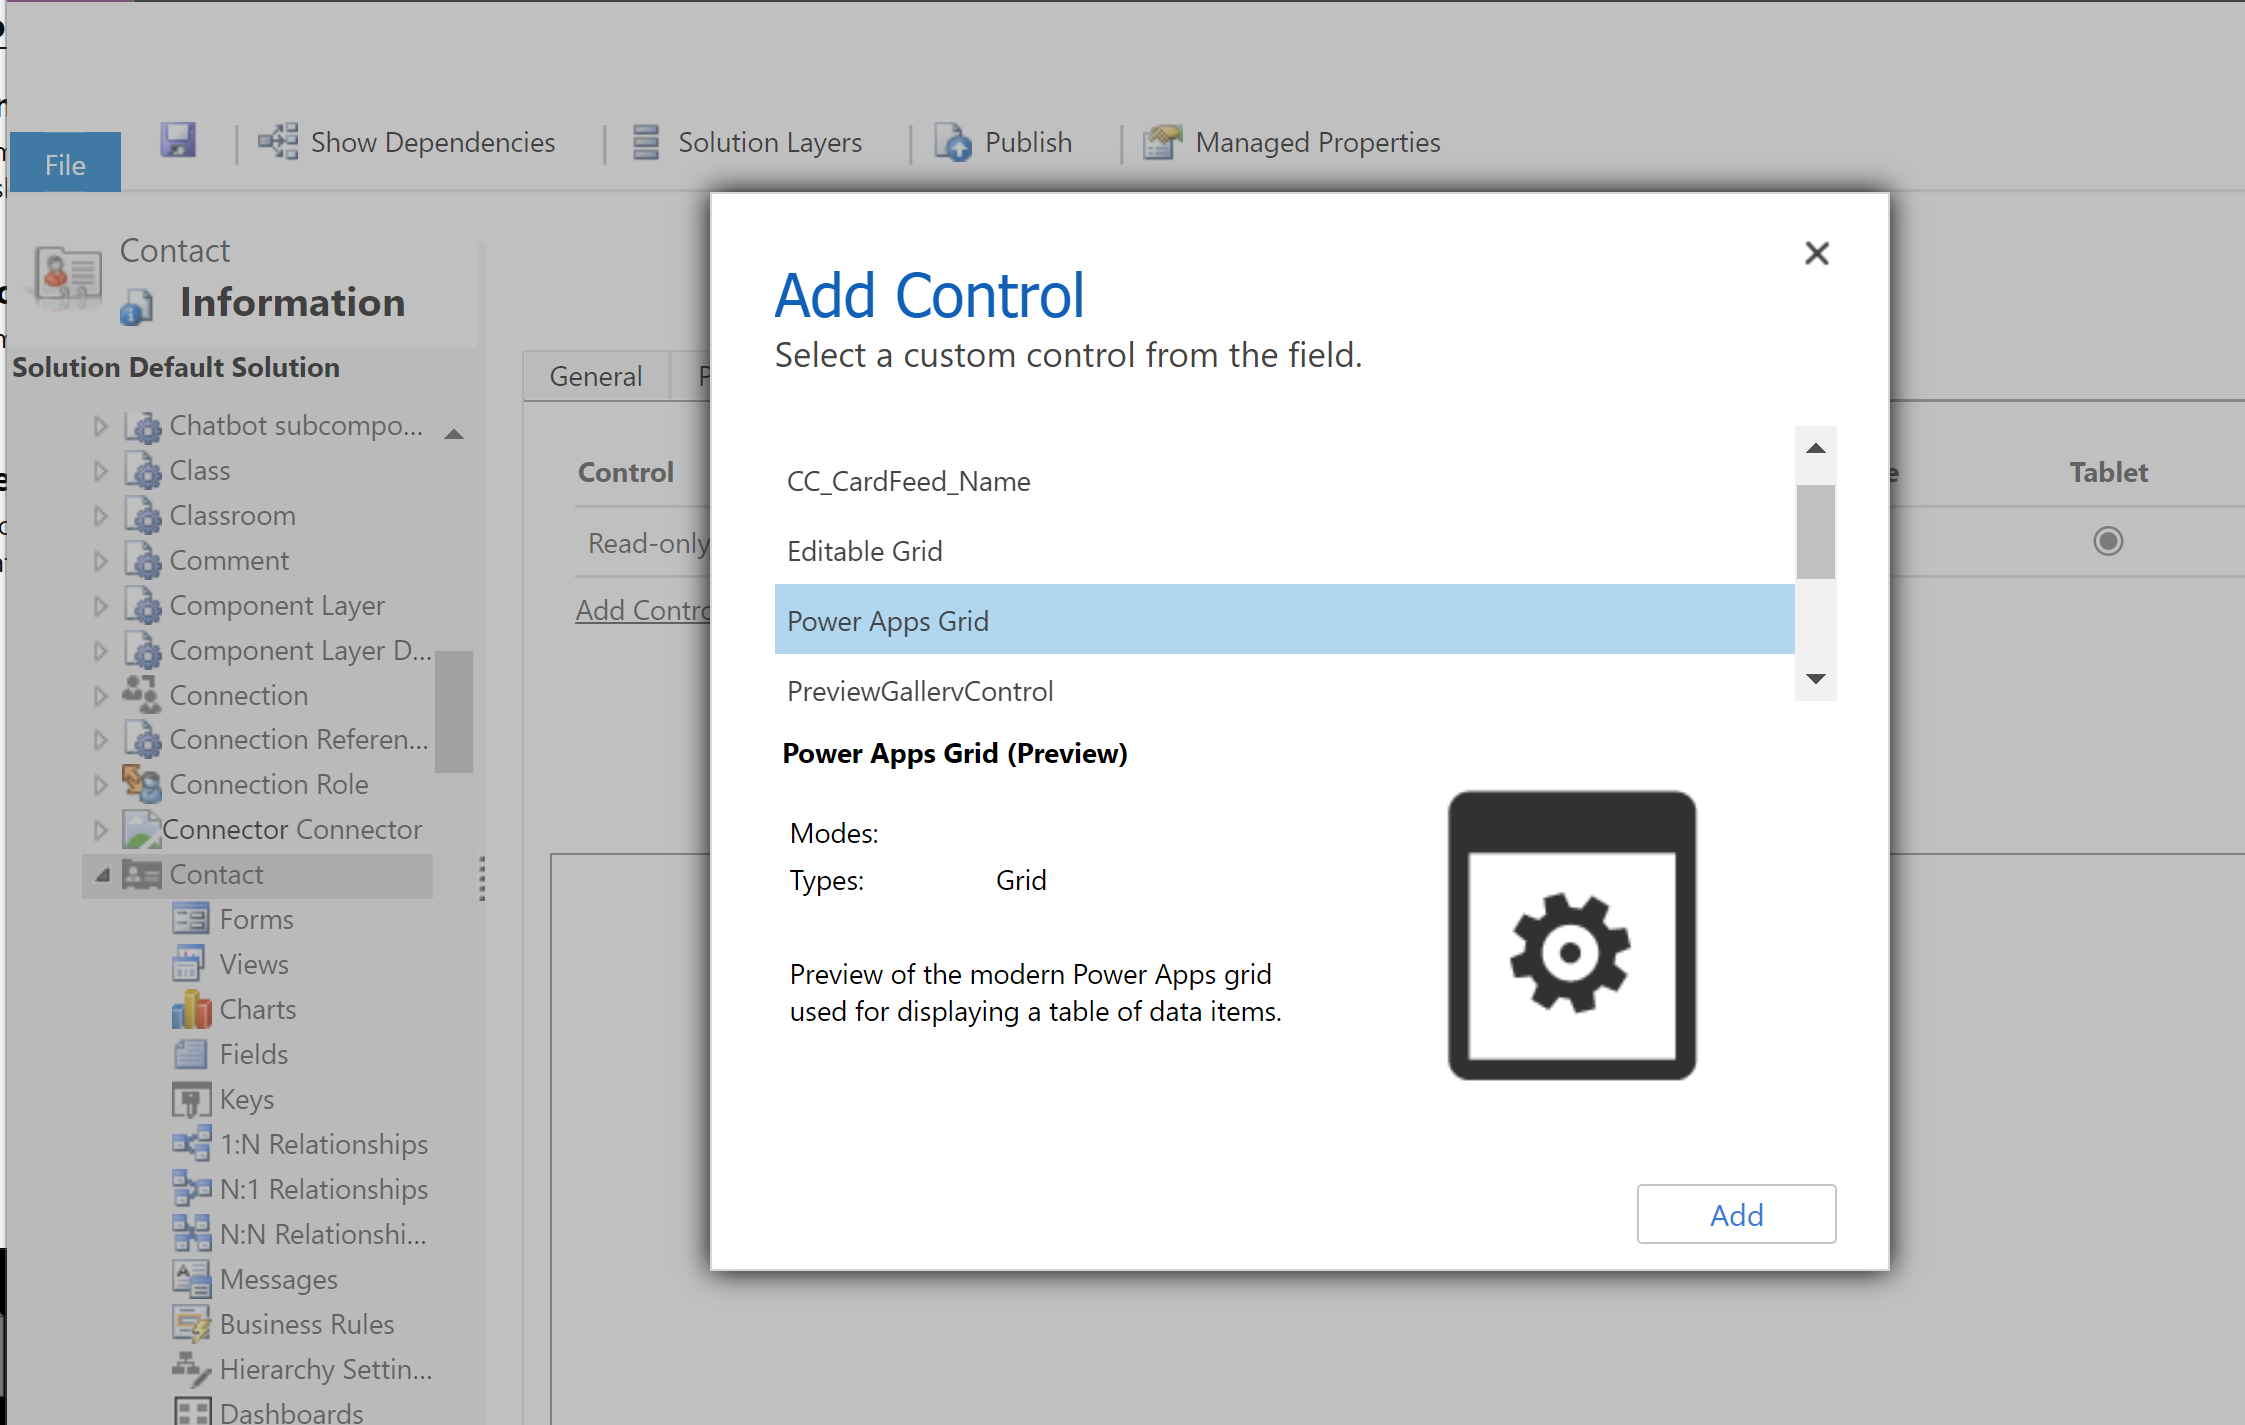 File
Show Dependencies
Solution Layers
Publish
Managed Properties
Contact
Information
Solution Default Solution
Chatbot subcompo...
Class
Classroom
Comment
Component Layer
Component Layer D...
Connection
Connection Referen...
Connection Role
Connector Connector
Contact
Forms
Views
Charts
Fields
Keys
1:N Relationships
N:1 Relationships
N:N Relationshi...
Messages
Business Rules
Hierarchy Settin...
Dashboards
General
Control
Tablet
Read-only
Add Contro
Add Control
Select a custom control from the field.
CC_CardFeed_Name
Editable Grid
Power Apps Grid
PreviewGalleryControl
Power Apps Grid (Preview)
Modes:
Types: Grid
Preview of the modern Power Apps grid
used for displaying a table of data items.
Add